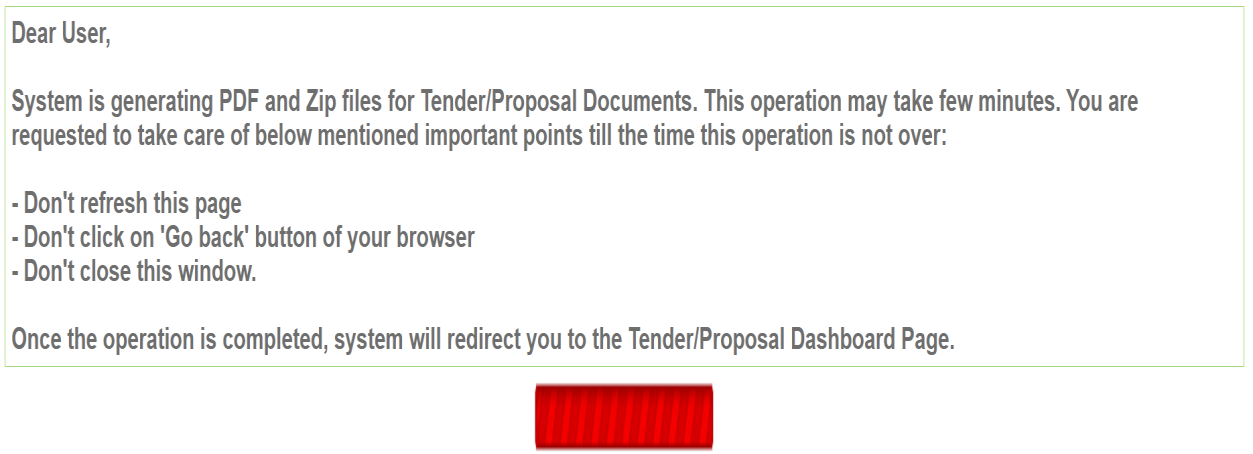 Dear User,
System is generating PDF and Zip files for Tender/Proposal Documents. This operation may take few minutes. You are
requested to take care of below mentioned important points till the time this operation is not over:
- Don't refresh this page
- Don't click on 'Go back' button of your browser
- Don't close this window.
Once the operation is completed, system will redirect you to the Tender/Proposal Dashboard Page.